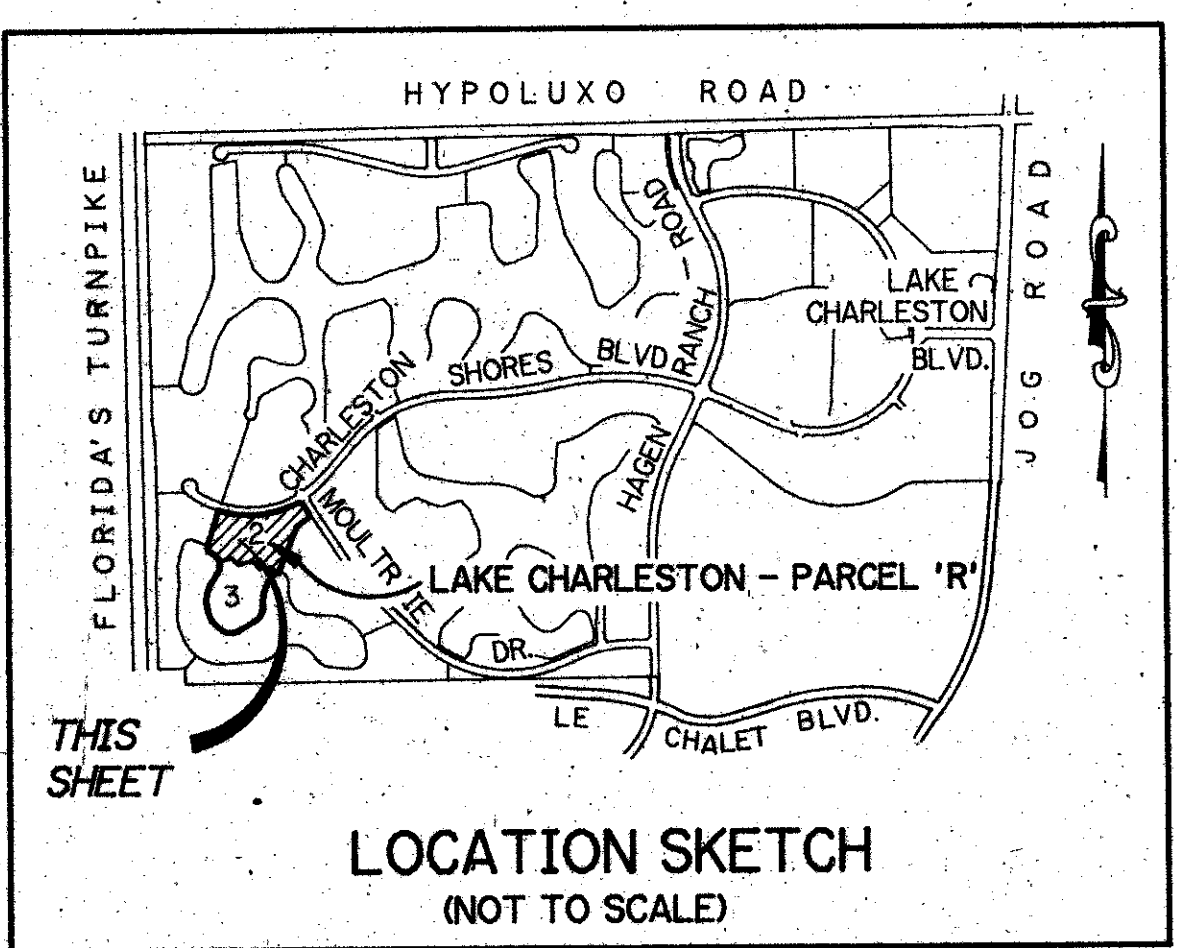 HYPOLUXO ROAD
FLORIDA'S TURNPIKE
JOG ROAD
HAGEN RANCH-ROAD
LAKE
CHARLESTON
BLVD.
CHARLESTON SHORES BLVD
MOULTRIE DR.
2
3
LAKE CHARLESTON - PARCEL 'R'
LE CHALET BLVD.
THIS
SHEET
LOCATION SKETCH
(NOT TO SCALE)